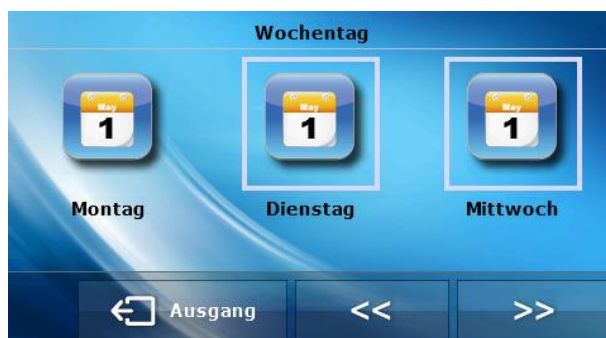 Wochentag
May May May
1 1 1
Montag Dienstag Mittwoch
Ausgang << >>